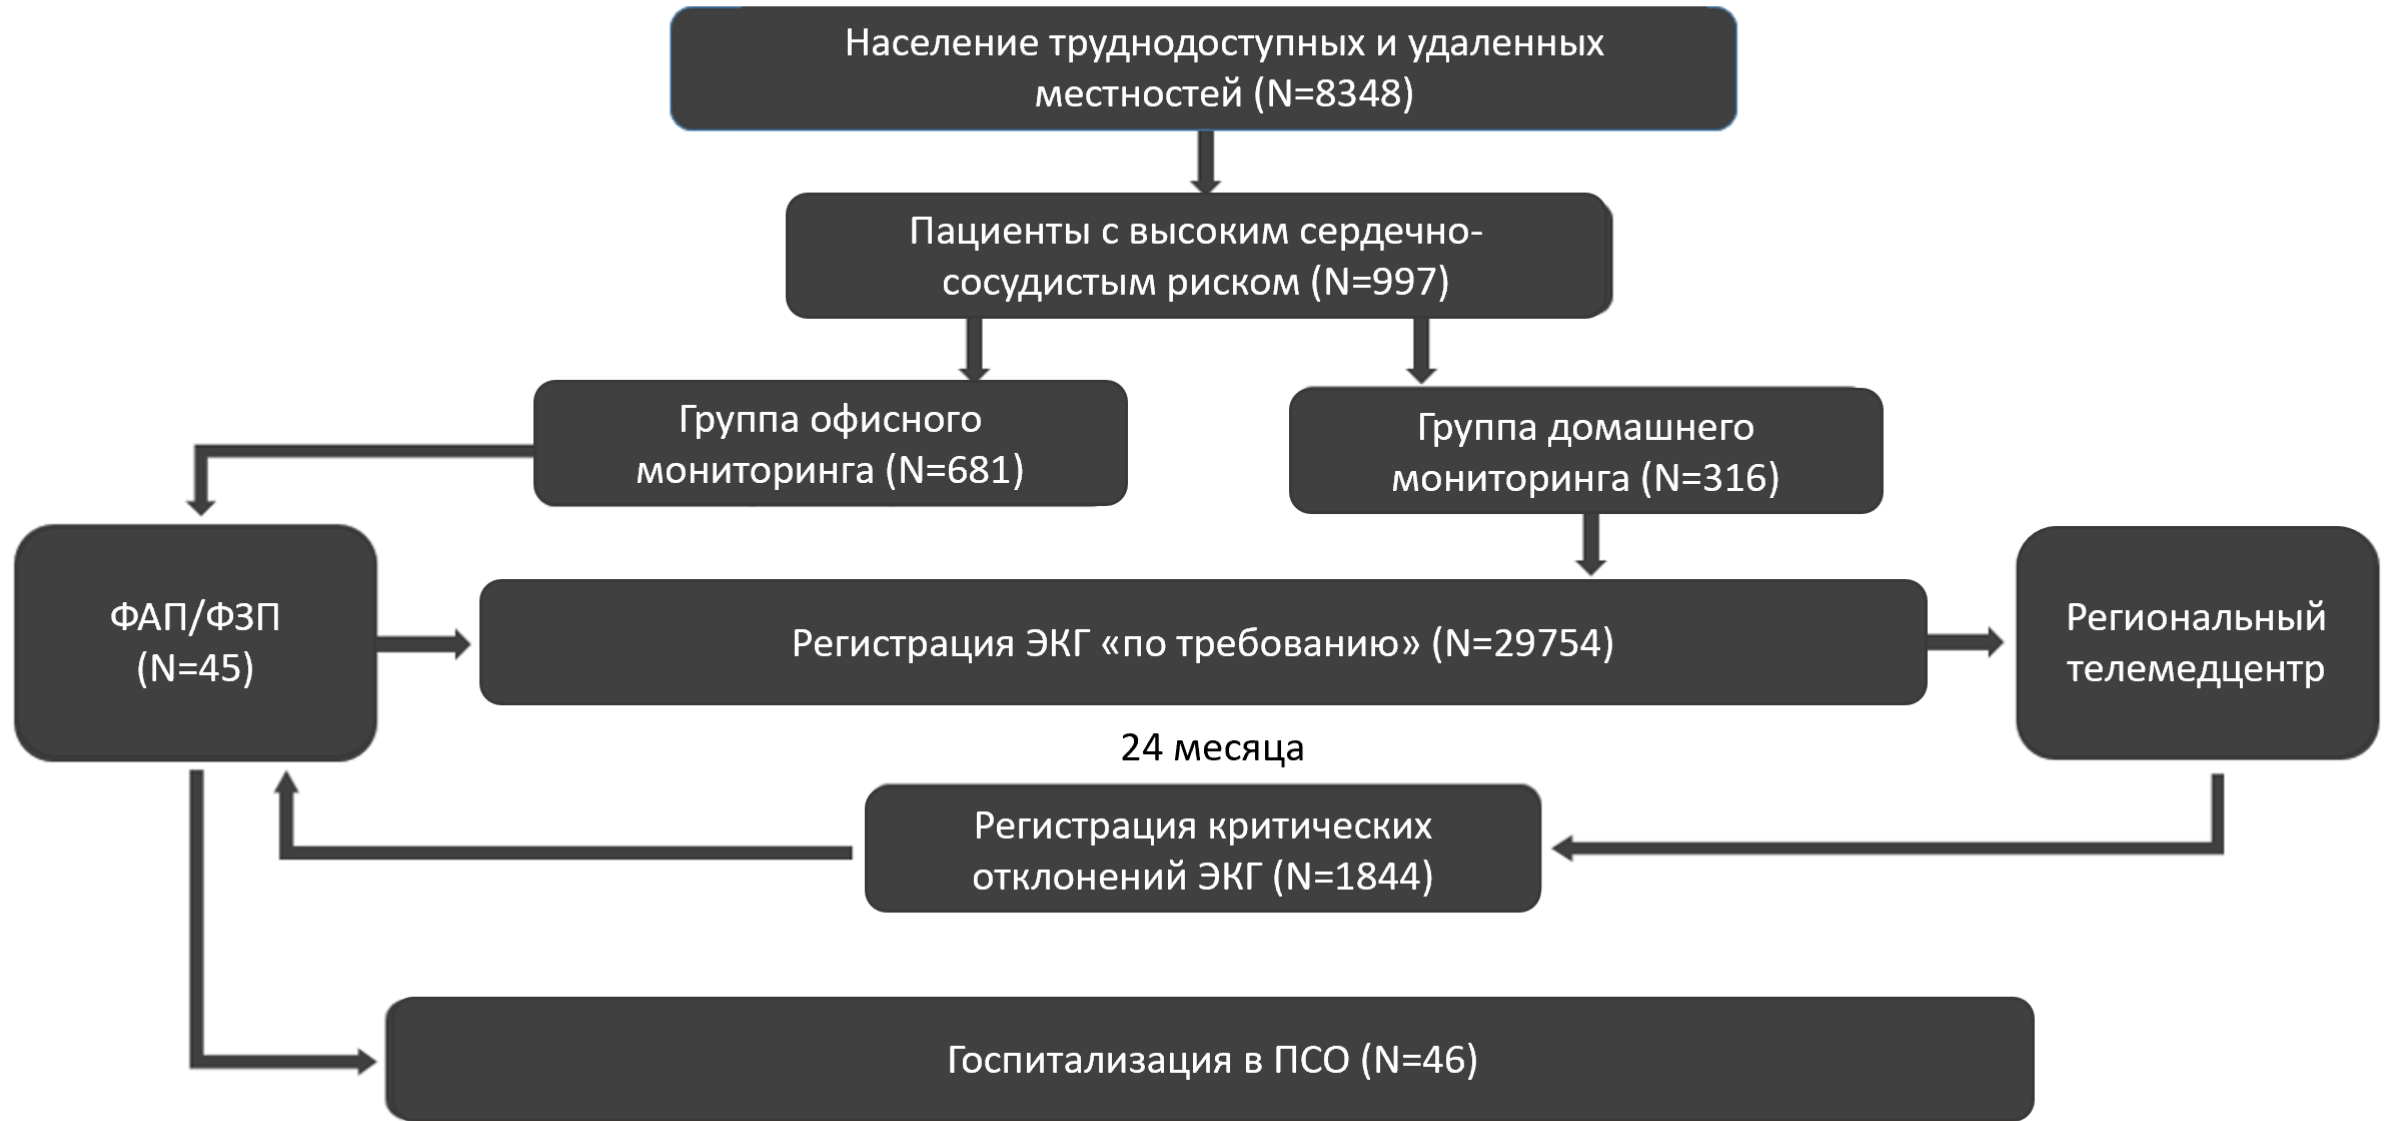 Население труднодоступных и удаленных
местностей (N=8348)
Пациенты с высоким сердечно-
сосудистым риском (N=997)
Группа офисного
мониторинга (N=681)
Группа домашнего
мониторинга (N=316)
ФАП/ФЗП
(N=45)
Регистрация ЭКГ «по требованию» (N=29754)
Региональный
телемедцентр
24 месяца
Регистрация критических
отклонений ЭКГ (N=1844)
Госпитализация в ПСО (N=46)